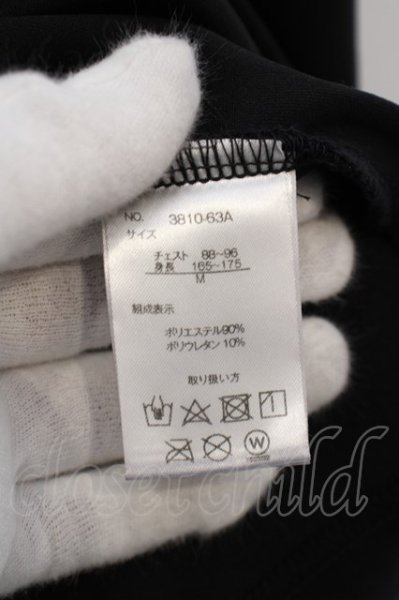 NO. 3810-63A
サイズ
チェスト 88~96
身長 165~175
M
組成表示
ポリエステル90%
ポリウレタン 10%
取り扱い方
W
closet child